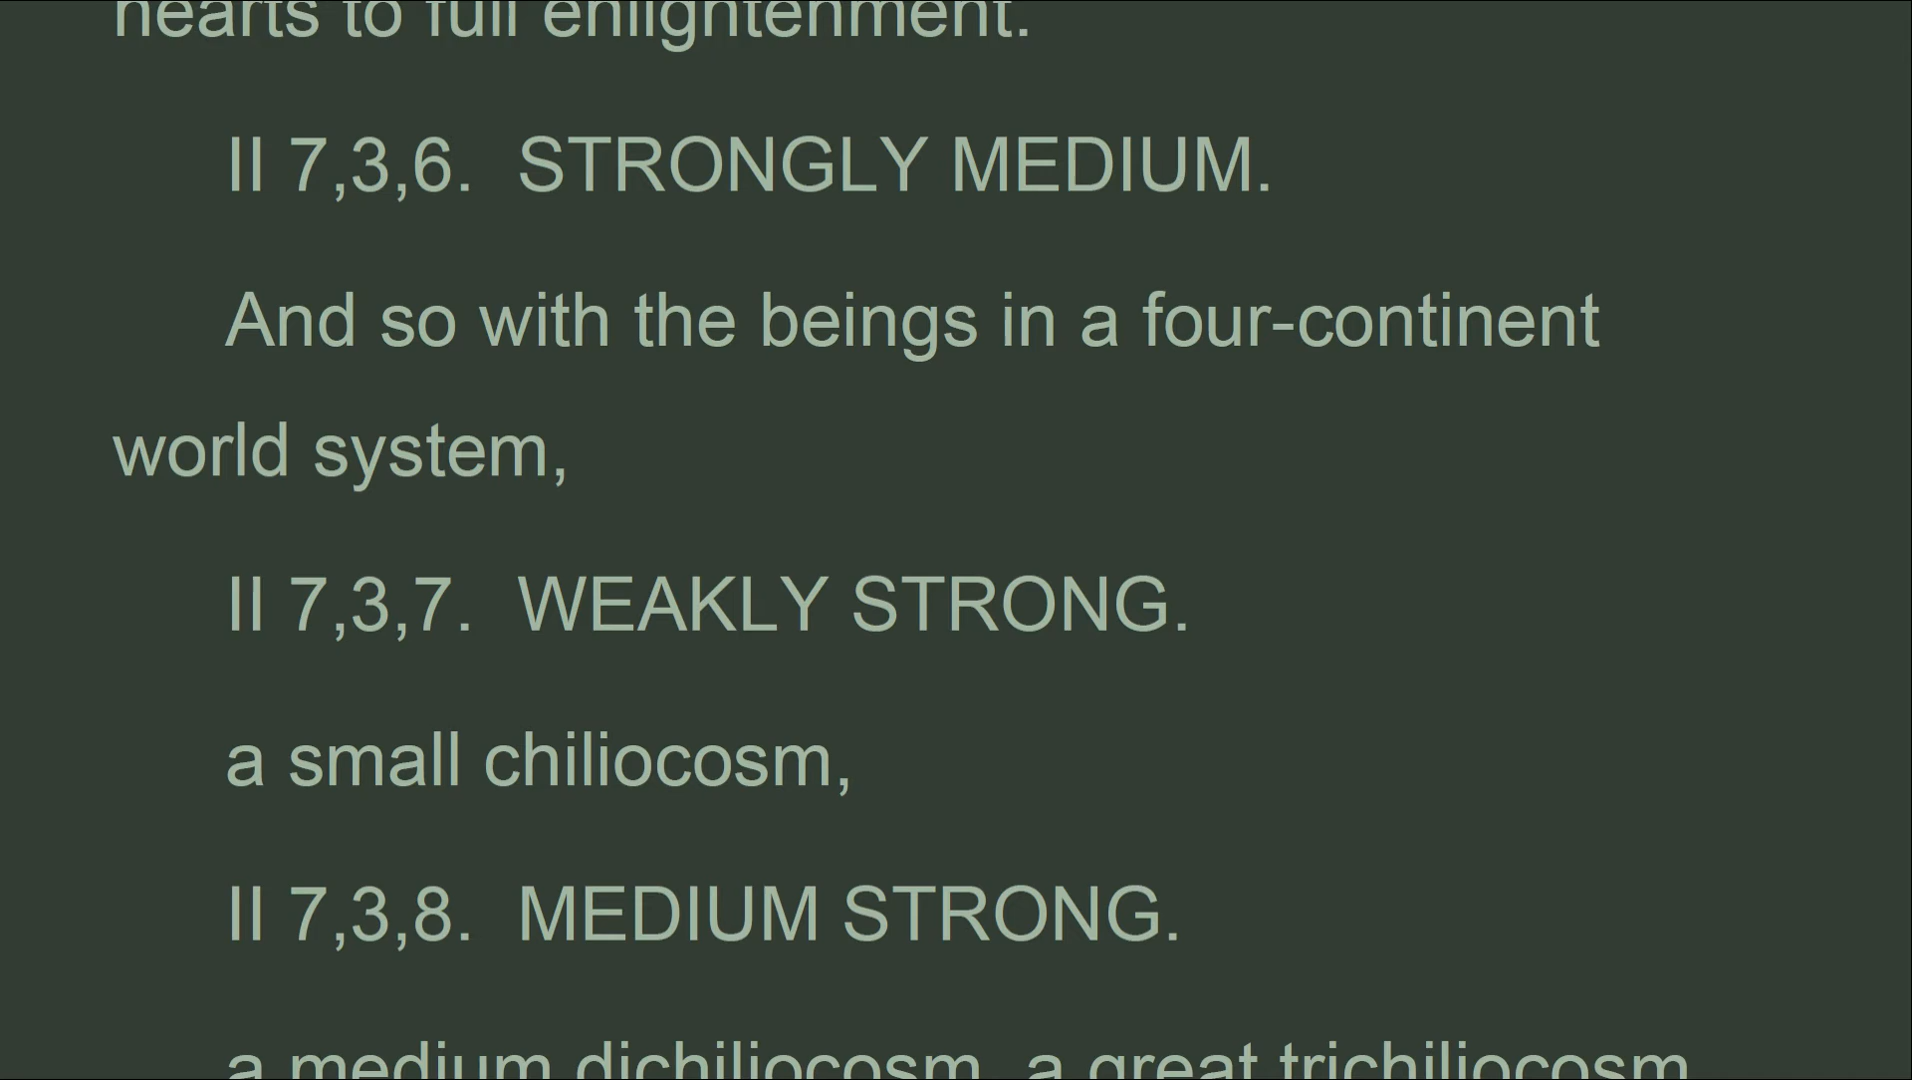 hearts to full enlightenment.
II 7,3,6.  STRONGLY MEDIUM.
And so with the beings in a four-continent
world system,
II 7,3,7.  WEAKLY STRONG.
a small chiliocosm,
II 7,3,8.  MEDIUM STRONG.
a medium dichiliocosm, a great trichiliocosm